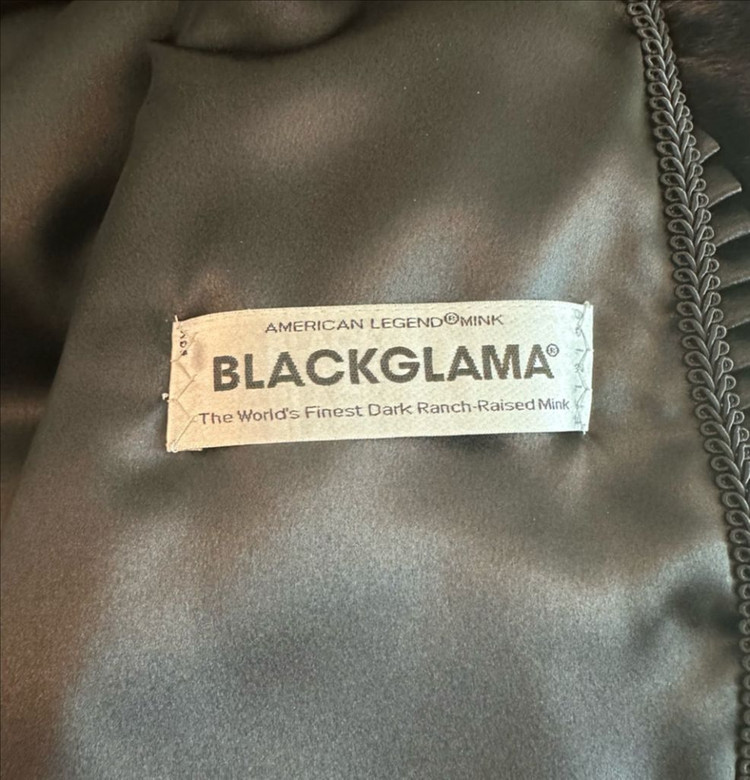 AMERICAN LEGEND®MINK
BLACKGLAMA®
The World's Finest Dark Ranch-Raised Mink